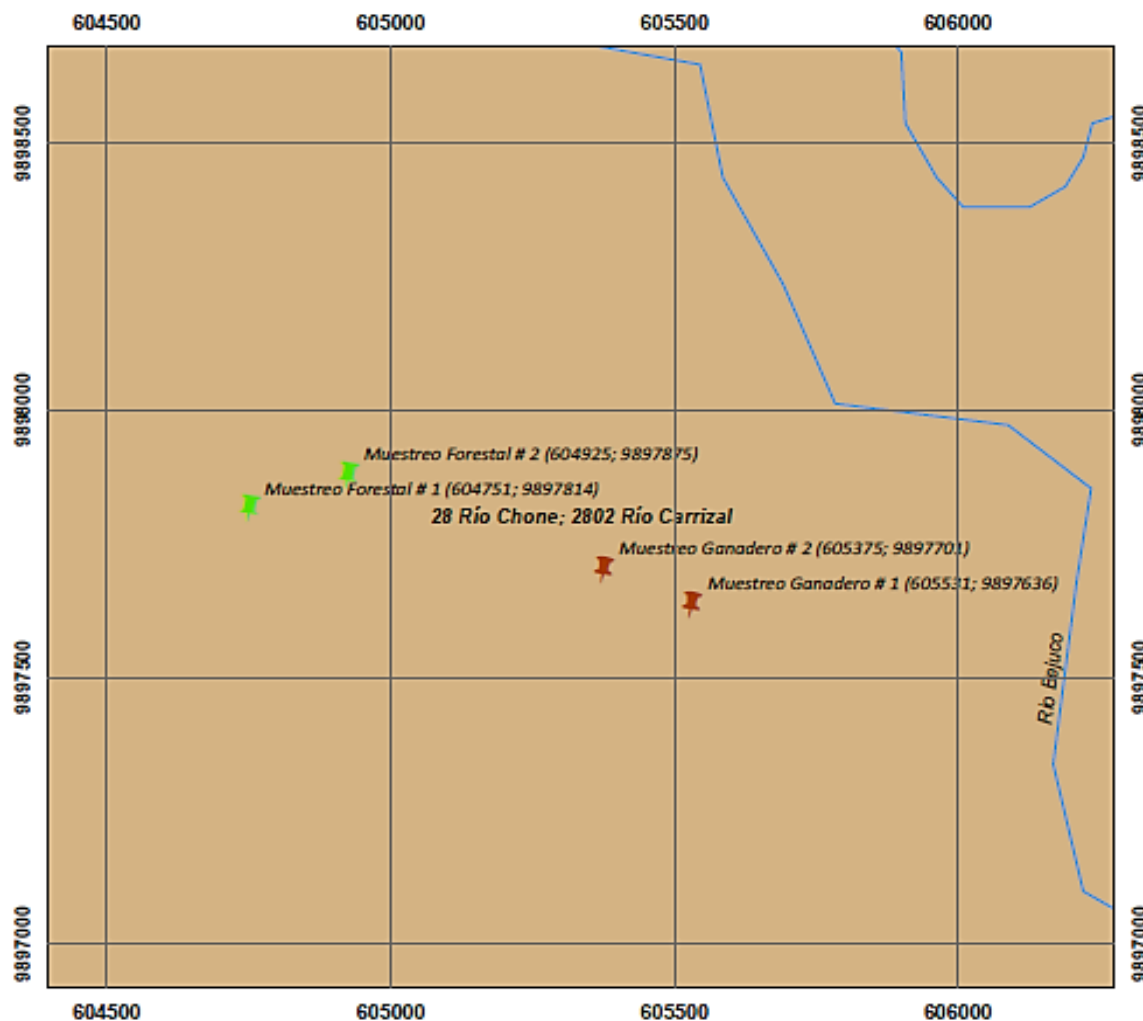 604500 605000 605500 606000
9898500 9898500
9898000 9898000
Muestreo Forestal # 2 (604925; 9897875)
Muestreo Forestal # 1 (604751; 9897814)
28 Río Chone; 2802 Río Carrizal
Muestreo Ganadero # 2 (605375; 9897701)
Muestreo Ganadero # 1 (605531; 9897636)
Río Bejuco
9897500 9897500
9897000 9897000
604500 605000 605500 606000